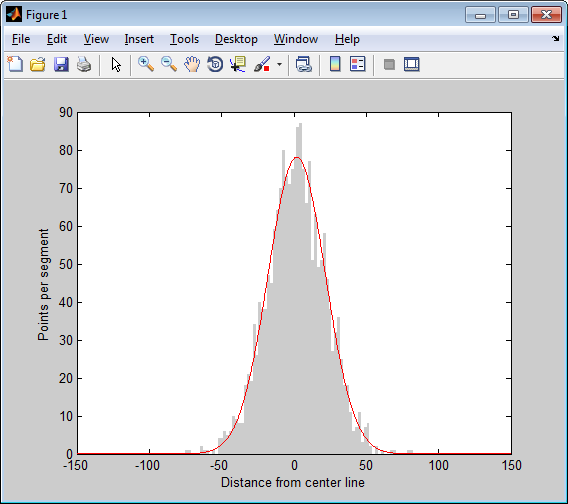 Figure 1
File Edit View Insert Tools Desktop Window Help
90
80
70
60
50
40
30
20
10
0
Points per segment
-150 -100 -50 0 50 100 150
Distance from center line